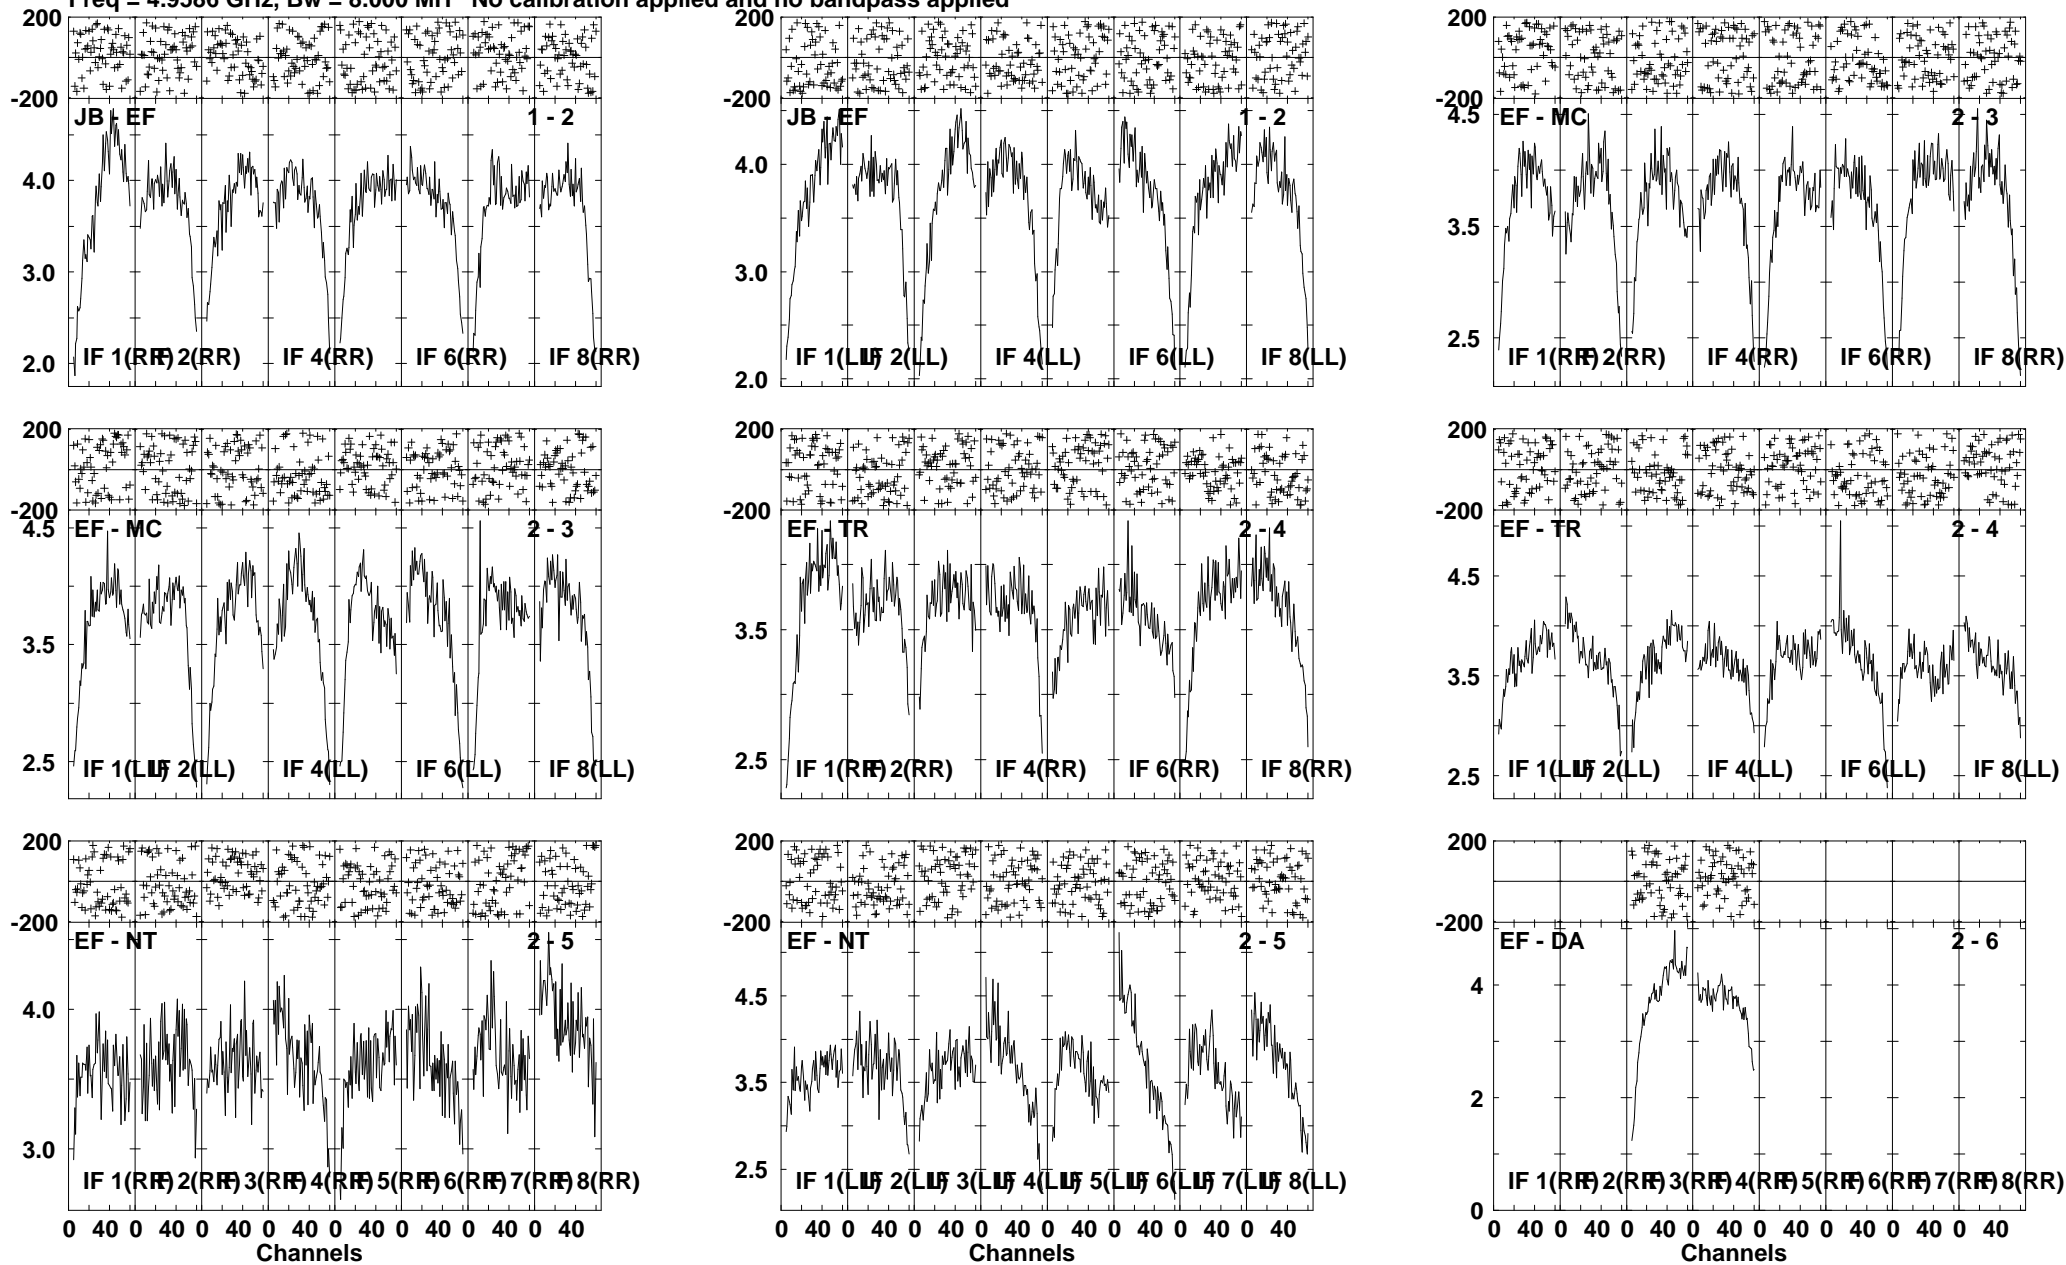 Freq = 4.9586 GHz, Bw = 8.000 MH No calibration applied and no bandpass applied
200
-200
JB - EF 1 - 2
4.0
3.0
2.0
IF 1(RR) IF 2(RR) IF 4(RR) IF 6(RR) IF 8(RR)
JB - EF 1 - 2
4.0
3.0
2.0
IF 1(LL) IF 2(LL) IF 4(LL) IF 6(LL) IF 8(LL)
200
-200
EF - MC 2 - 3
4.5
3.5
2.5
IF 1(RR) IF 2(RR) IF 4(RR) IF 6(RR) IF 8(RR)
200
-200
EF - MC 2 - 3
4.5
3.5
2.5
IF 1(LL) IF 2(LL) IF 4(LL) IF 6(LL) IF 8(LL)
200
-200
EF - TR 2 - 4
3.5
2.5
IF 1(RR) IF 2(RR) IF 4(RR) IF 6(RR) IF 8(RR)
200
-200
EF - TR 2 - 4
4.5
3.5
2.5
IF 1(LL) IF 2(LL) IF 4(LL) IF 6(LL) IF 8(LL)
200
-200
EF - NT 2 - 5
4.0
3.0
IF 1(RR) IF 2(RR) IF 3(RR) IF 4(RR) IF 5(RR) IF 6(RR) IF 7(RR) IF 8(RR)
0 40 0 40 0 40 0 40 0 40 0 40 0 40 0 40
Channels
200
-200
EF - NT 2 - 5
4.5
3.5
2.5
IF 1(LL) IF 2(LL) IF 3(LL) IF 4(LL) IF 5(LL) IF 6(LL) IF 7(LL) IF 8(LL)
0 40 0 40 0 40 0 40 0 40 0 40 0 40 0 40
Channels
200
-200
EF - DA 2 - 6
4
2
0
IF 1(RR) IF 2(RR) IF 3(RR) IF 4(RR) IF 5(RR) IF 6(RR) IF 7(RR) IF 8(RR)
0 40 0 40 0 40 0 40 0 40 0 40 0 40 0 40
Channels